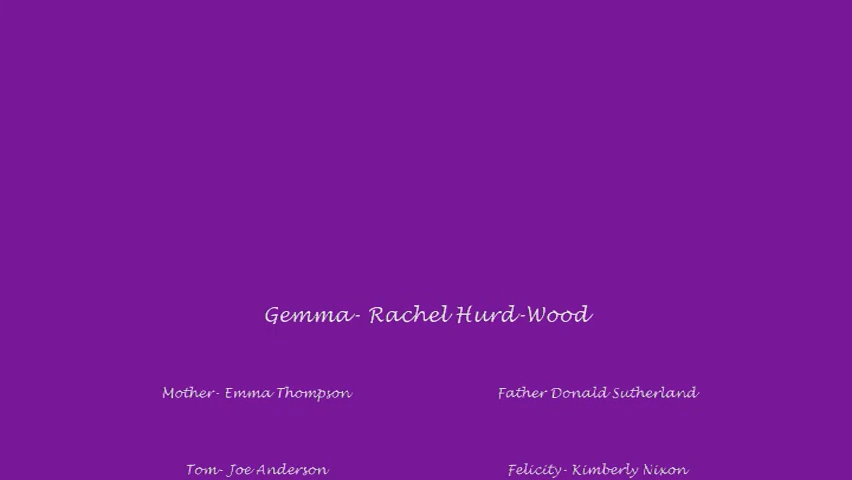 Gemma- Rachel Hurd-Wood
Mother- Emma Thompson
Father Donald Sutherland
Tom- Joe Anderson
Felicity- Kimberly Nixon